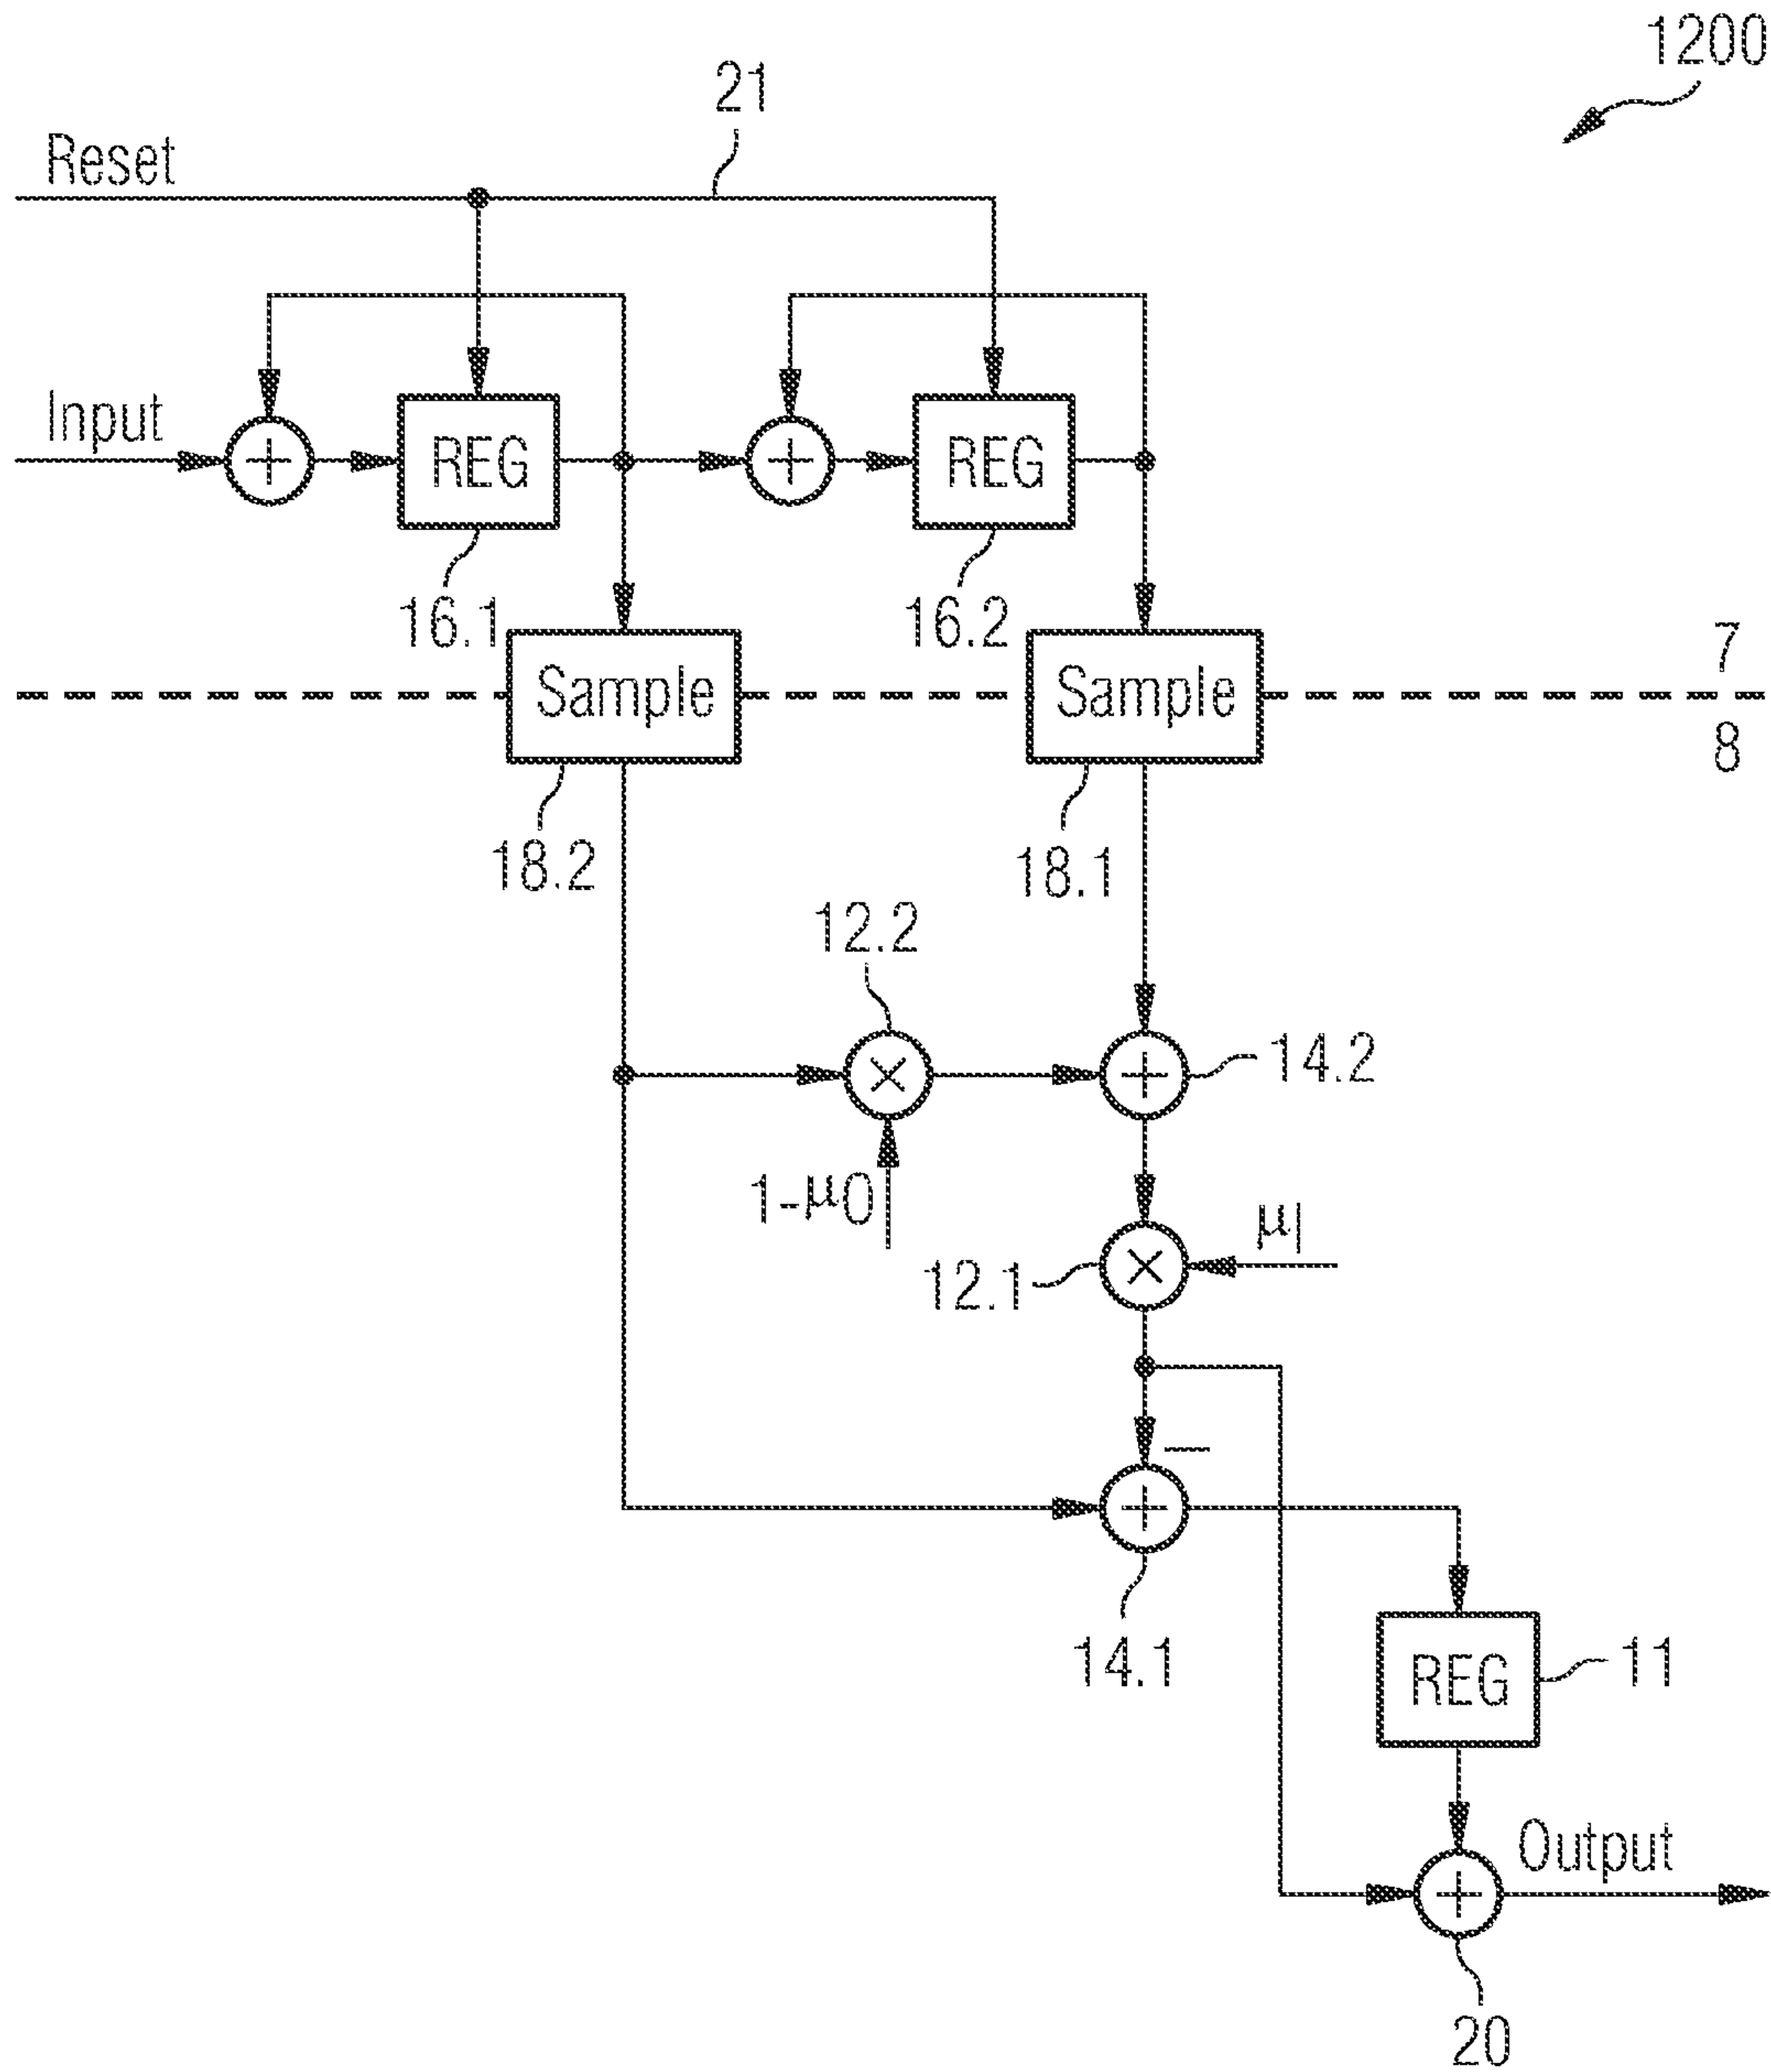 1200
21
Reset
Input
+
REG
+
REG
16.1
16.2
Sample
Sample
7
8
18.2
18.1
12.2
×
+
14.2
1-μ0
μI
12.1
×
–
+
14.1
REG
11
Output
+
20